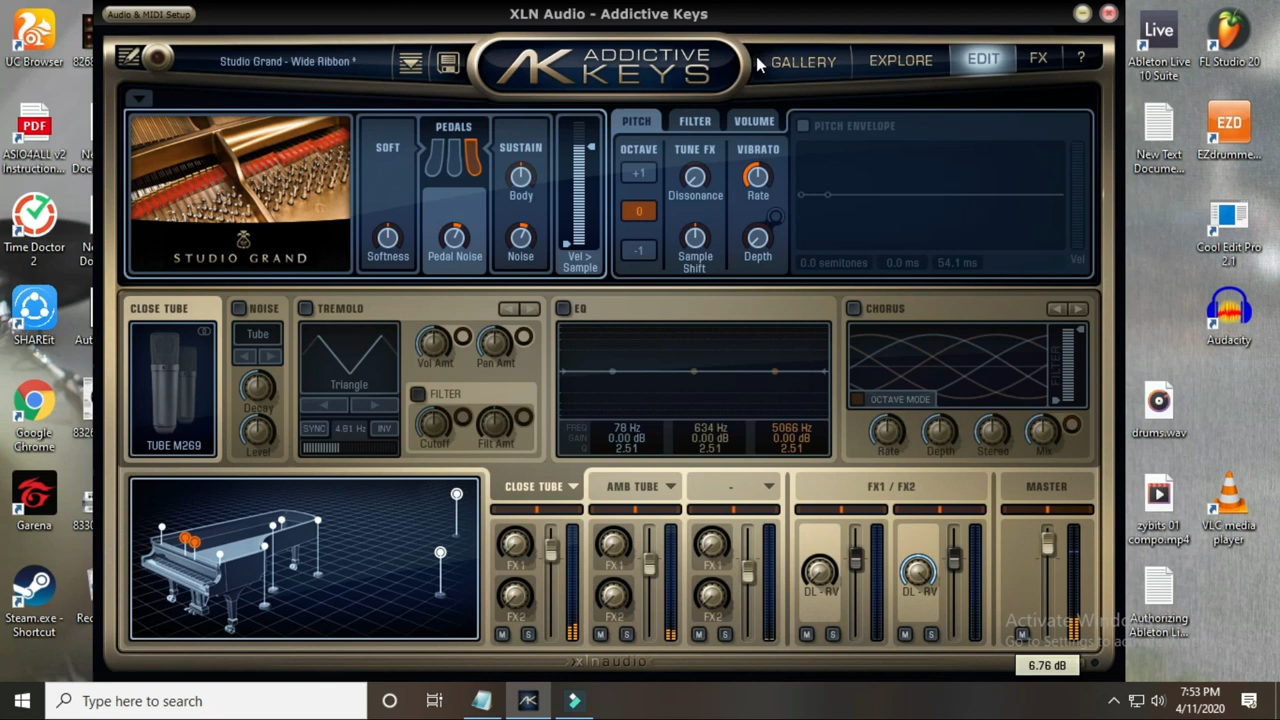 Audio & MIDI Setup
XLN Audio - Addictive Keys
Studio Grand - Wide Ribbon *
ADDICTIVE
KEYS
GALLERY
EXPLORE
EDIT
FX
?
STUDIO GRAND
SOFT
Softness
PEDALS
Pedal Noise
SUSTAIN
Body
Noise
Vel >
Sample
PITCH
FILTER
VOLUME
OCTAVE
+1
0
-1
TUNE FX
Dissonance
Sample
Shift
VIBRATO
Rate
Depth
PITCH ENVELOPE
0.0 semitones
0.0 ms
54.1 ms
Vel
CLOSE TUBE
TUBE M269
NOISE
Tube
Decay
Level
TREMOLO
Triangle
SYNC
4.81 Hz
INV
Vol Amt
Pan Amt
FILTER
Cutoff
Filt Amt
EQ
FREQ 78 Hz 634 Hz 5066 Hz
GAIN 0.00 dB 0.00 dB 0.00 dB
Q 2.51 2.51 2.51
CHORUS
FILTER
OCTAVE MODE
Rate
Depth
Stereo
Mix
CLOSE TUBE
AMB TUBE
-
FX1 / FX2
MASTER
FX1
FX1
FX1
FX2
FX2
FX2
DL - RV
DL - RV
M S
M S
M S
M S
M S
M
xlnaudio
6.76 dB
Go to Settings to
UC Browser
ASIO4ALL v2
Instruction...
Time Doctor
2
SHAREit
Google
Chrome
Garena
Steam.exe -
Shortcut
Live
Ableton Live
10 Suite
FL Studio 20
New Text
Docume...
EZD
EZdrumme...
Cool Edit Pro
2.1
Audacity
drums.wav
zybits 01
compo.mp4
VLC media
player
Authorizing
Ableton Li...
PDF
Type here to search
7:53 PM
4/11/2020